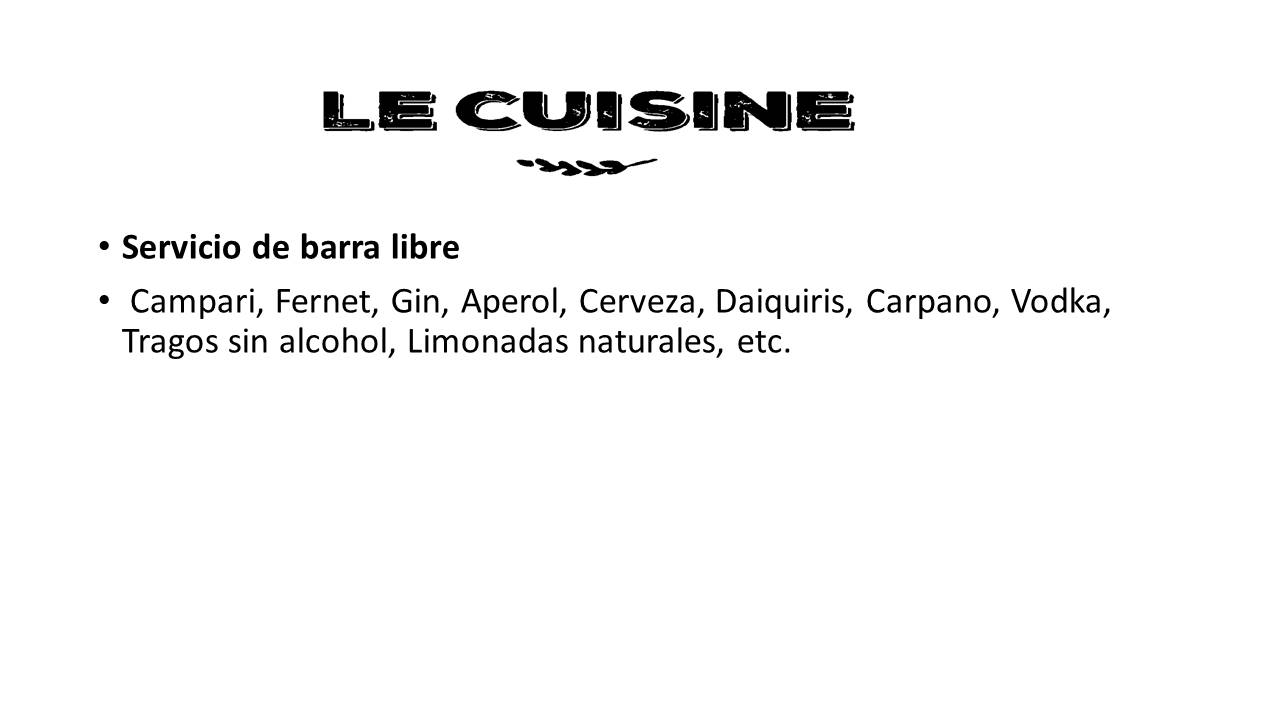 LE CUISINE
• Servicio de barra libre
• Campari, Fernet, Gin, Aperol, Cerveza, Daiquiris, Carpano, Vodka,
Tragos sin alcohol, Limonadas naturales, etc.